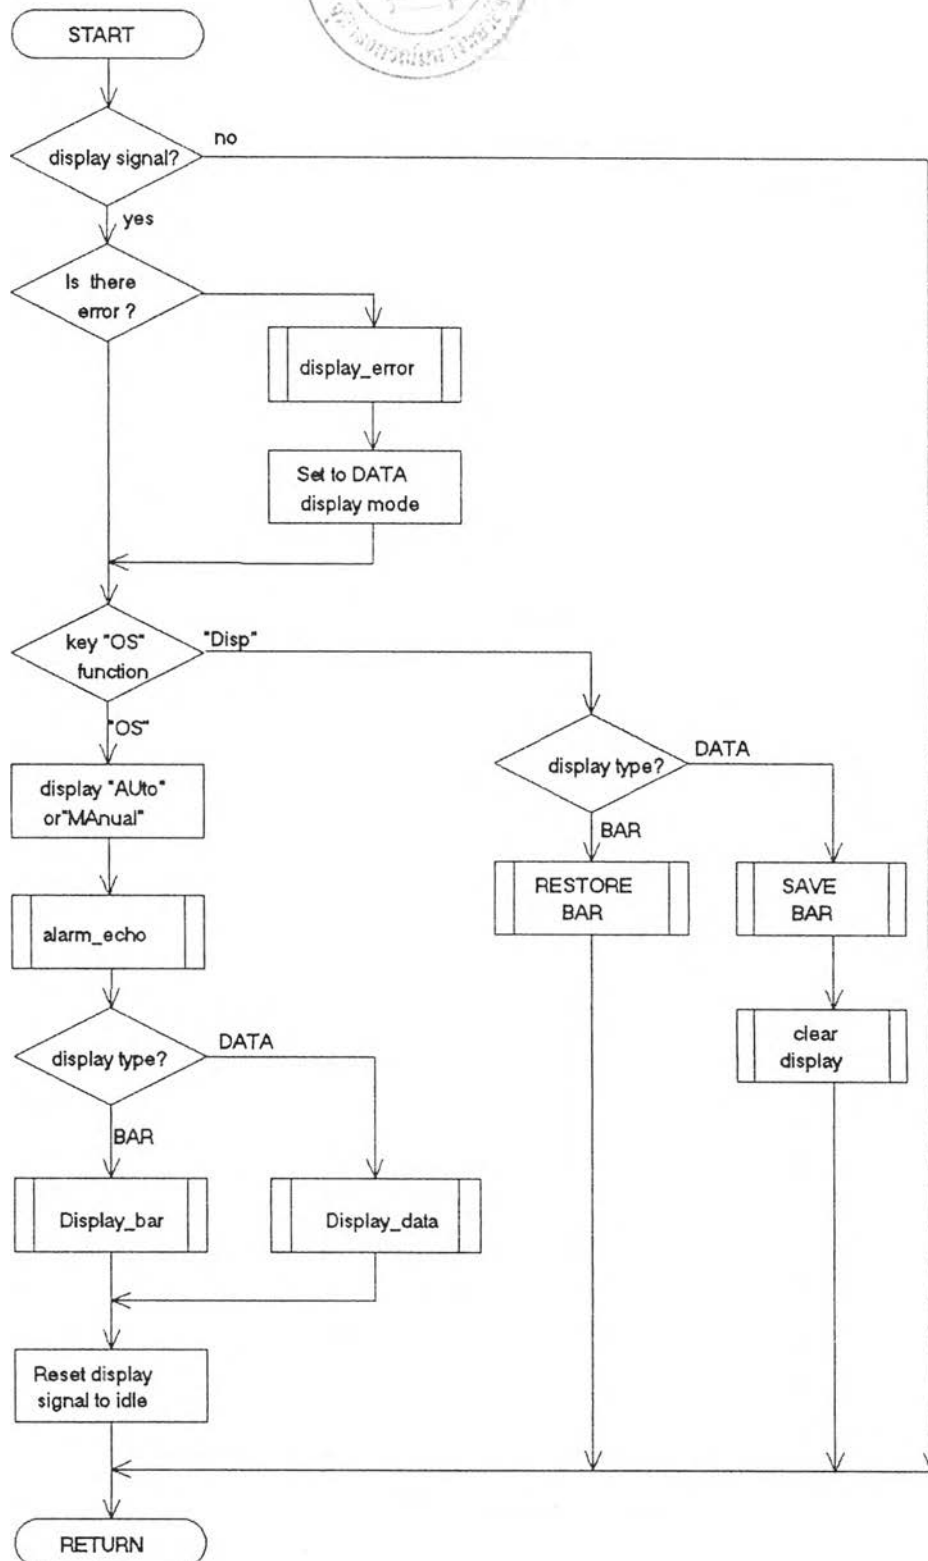 START
display signal?
no
yes
Is there
error ?
display_error
Set to DATA
display mode
key "OS"
function
"Disp"
"OS"
display "AUto"
or"MAnual"
display type?
DATA
BAR
RESTORE
BAR
SAVE
BAR
alarm_echo
clear
display
display type?
DATA
BAR
Display_bar
Display_data
Reset display
signal to idle
RETURN